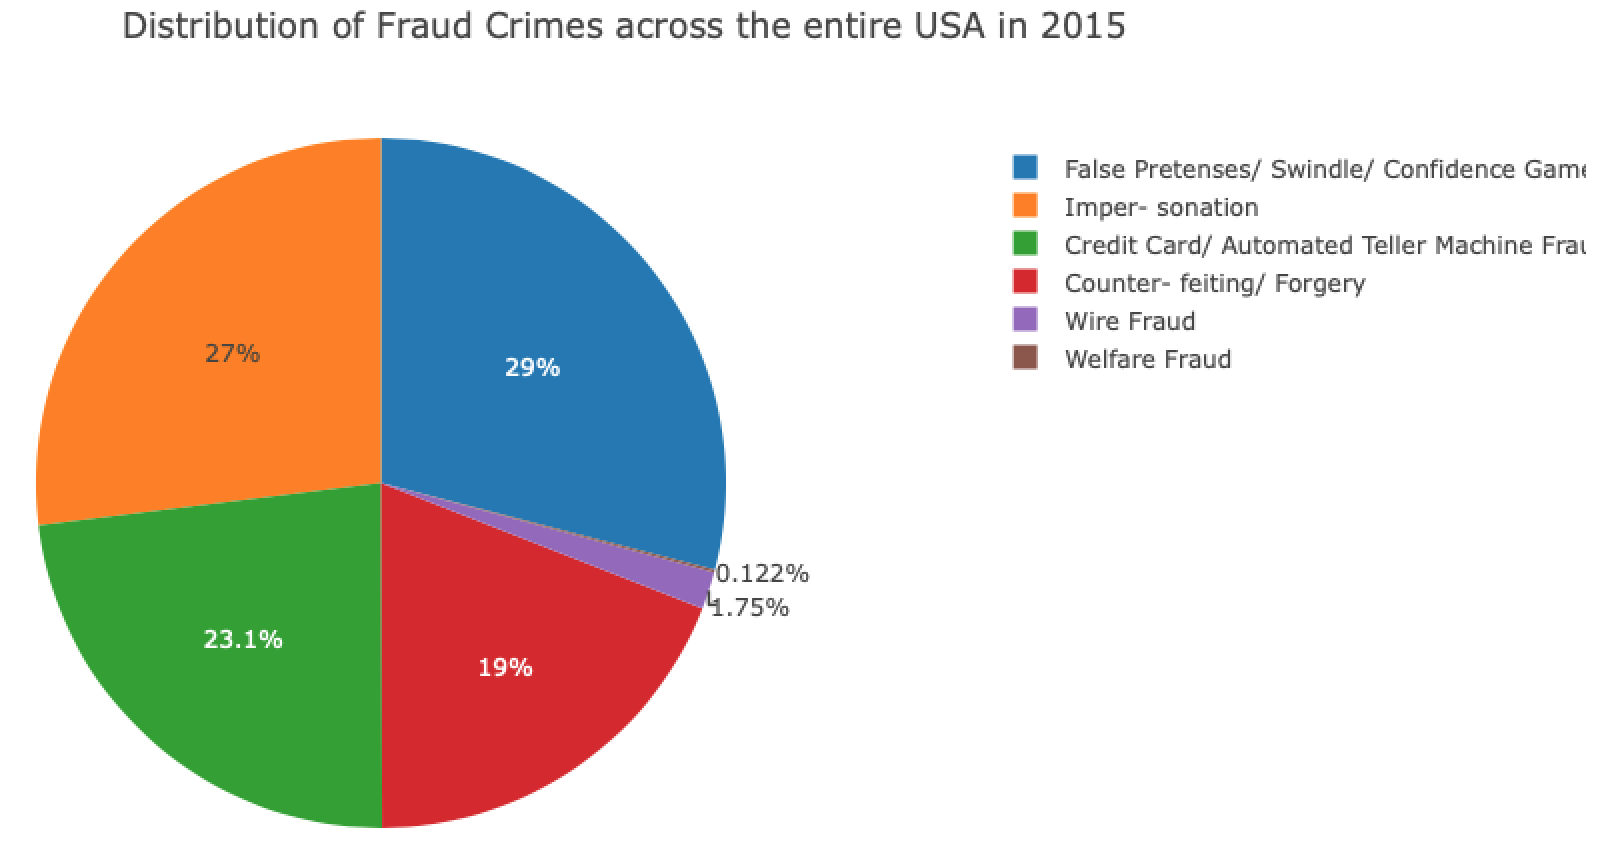 Distribution of Fraud Crimes across the entire USA in 2015
False Pretenses/ Swindle/ Confidence Game
Imper- sonation
Credit Card/ Automated Teller Machine Frau
Counter- feiting/ Forgery
Wire Fraud
Welfare Fraud
27%
29%
0.122%
1.75%
23.1%
19%